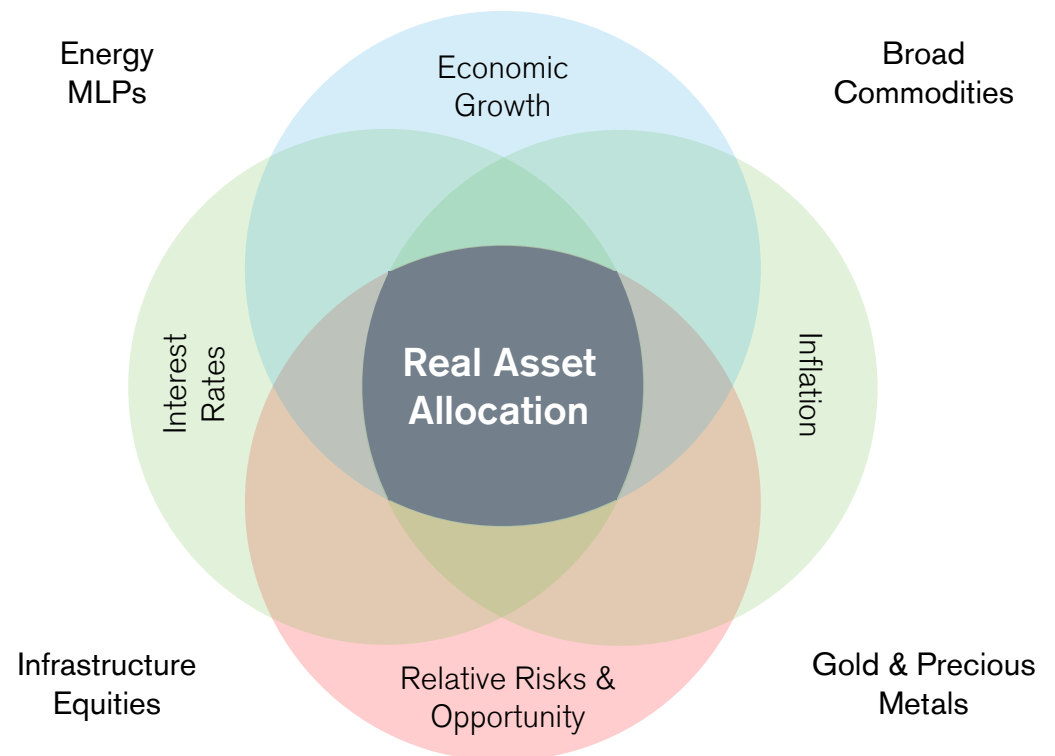 Energy
MLPs
Economic
Growth
Broad
Commodities
Interest
Rates
Real Asset
Allocation
Inflation
Infrastructure
Equities
Relative Risks &
Opportunity
Gold & Precious
Metals